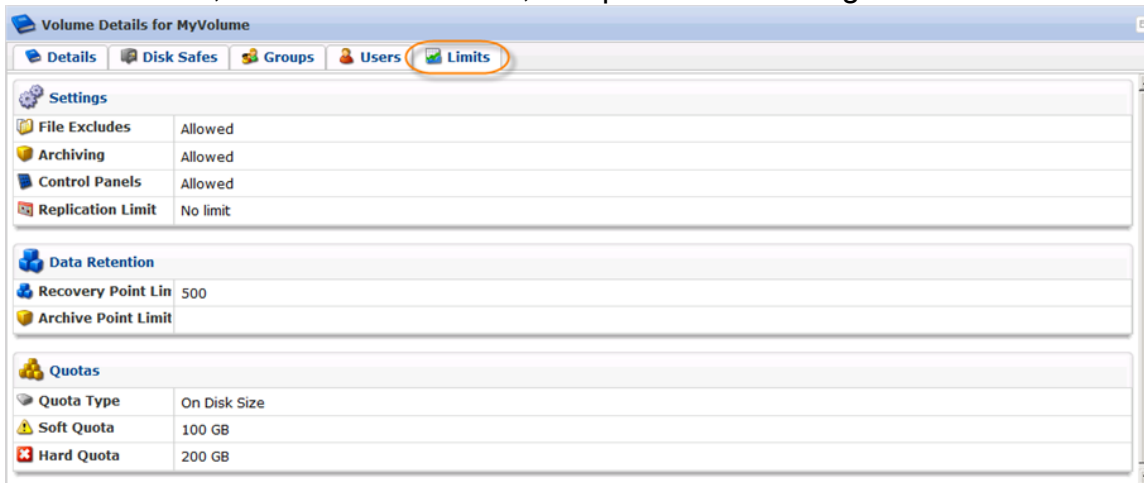 Volume Details for MyVolume
Details Disk Safes Groups Users Limits
Settings
File Excludes Allowed
Archiving Allowed
Control Panels Allowed
Replication Limit No limit
Data Retention
Recovery Point Lin 500
Archive Point Limit
Quotas
Quota Type On Disk Size
Soft Quota 100 GB
Hard Quota 200 GB